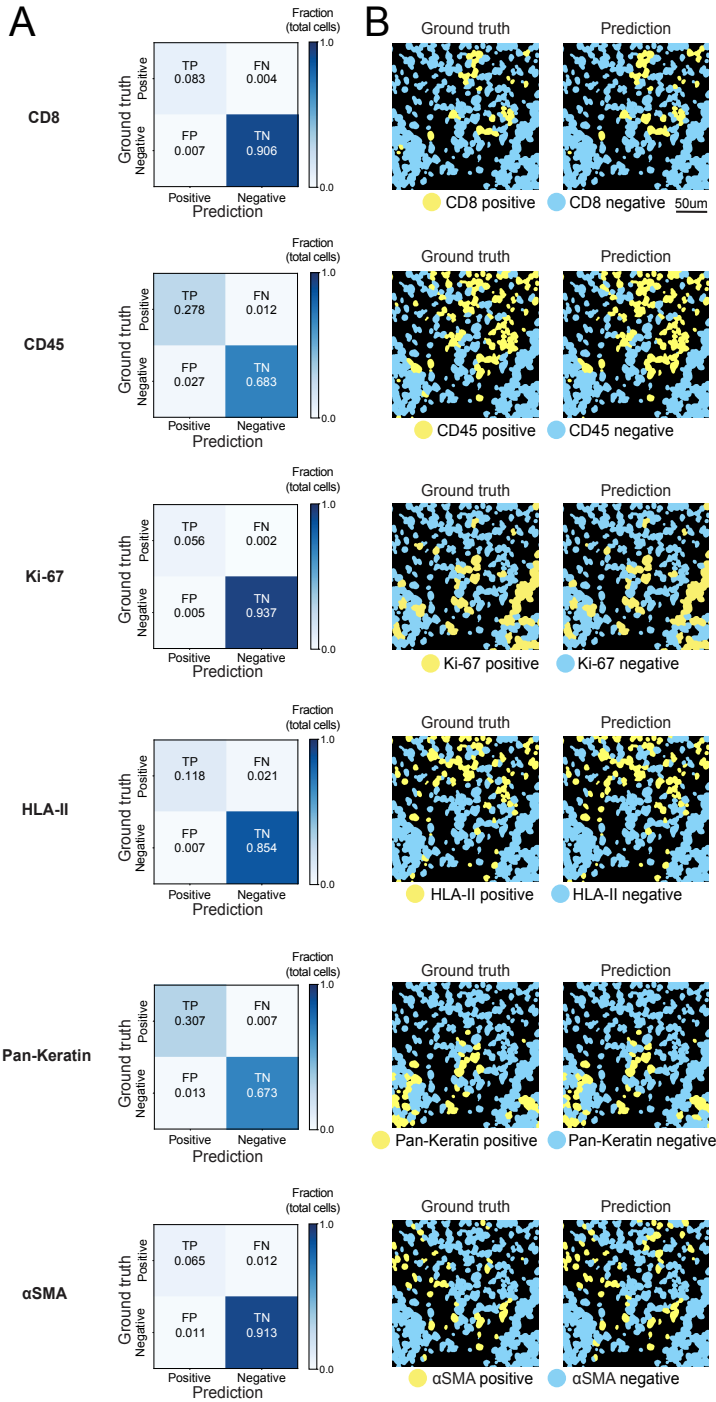 A
Fraction
(total cells)
CD8
Ground truth
Positive
Negative
TP
0.083
FN
0.004
FP
0.007
TN
0.906
1.0
0.0
Positive
Negative
Prediction
B
Ground truth
Prediction
CD8 positive
CD8 negative
50um
Fraction
(total cells)
CD45
Ground truth
Positive
Negative
TP
0.278
FN
0.012
FP
0.027
TN
0.683
1.0
0.0
Positive
Negative
Prediction
Ground truth
Prediction
CD45 positive
CD45 negative
Fraction
(total cells)
Ki-67
Ground truth
Positive
Negative
TP
0.056
FN
0.002
FP
0.005
TN
0.937
1.0
0.0
Positive
Negative
Prediction
Ground truth
Prediction
Ki-67 positive
Ki-67 negative
Fraction
(total cells)
HLA-II
Ground truth
Positive
Negative
TP
0.118
FN
0.021
FP
0.007
TN
0.854
1.0
0.0
Positive
Negative
Prediction
Ground truth
Prediction
HLA-II positive
HLA-II negative
Fraction
(total cells)
Pan-Keratin
Ground truth
Positive
Negative
TP
0.307
FN
0.007
FP
0.013
TN
0.673
1.0
0.0
Positive
Negative
Prediction
Ground truth
Prediction
Pan-Keratin positive
Pan-Keratin negative
Fraction
(total cells)
αSMA
Ground truth
Positive
Negative
TP
0.065
FN
0.012
FP
0.011
TN
0.913
1.0
0.0
Positive
Negative
Prediction
Ground truth
Prediction
αSMA positive
αSMA negative